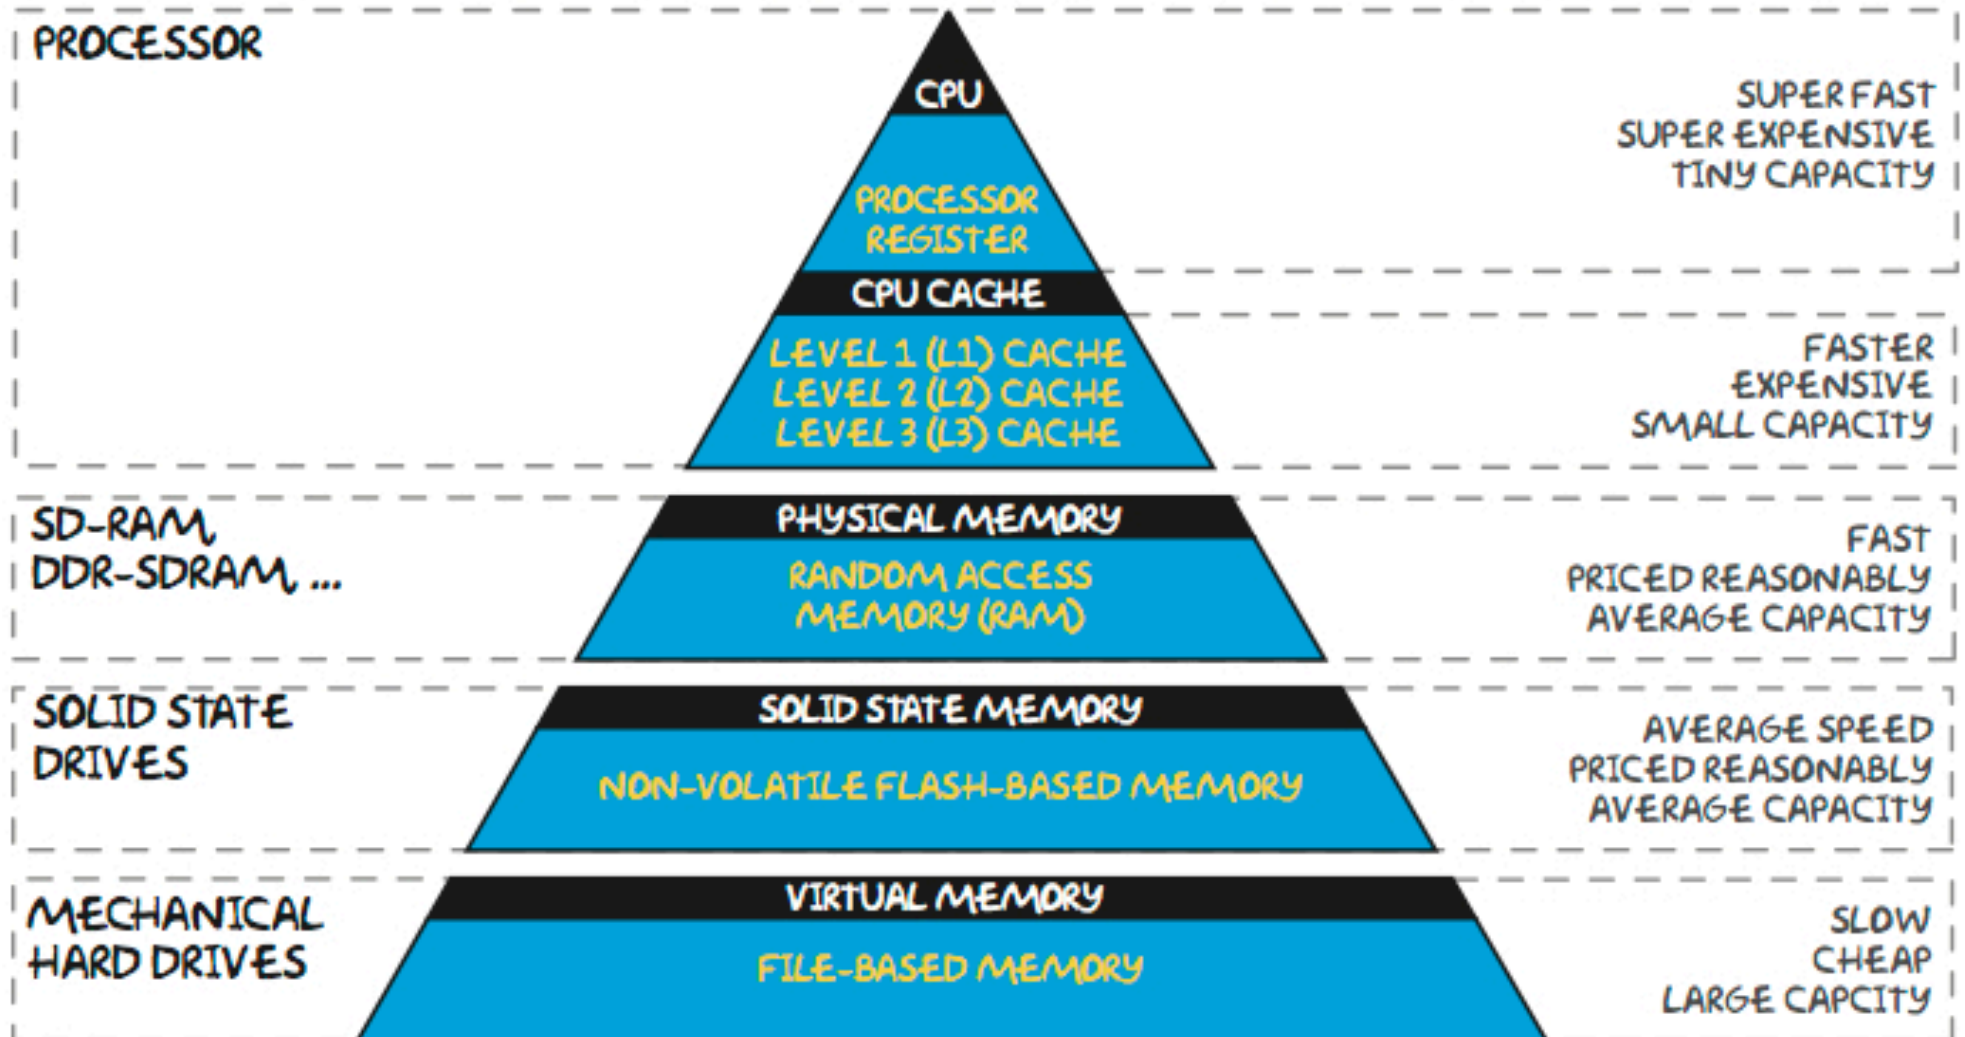 PROCESSOR
CPU
SUPER FAST
SUPER EXPENSIVE
TINY CAPACITY
PROCESSOR
REGISTER
CPU CACHE
LEVEL 1 (L1) CACHE
LEVEL 2 (L2) CACHE
LEVEL 3 (L3) CACHE
FASTER
EXPENSIVE
SMALL CAPACITY
SD-RAM,
DDR-SDRAM, ...
PHYSICAL MEMORY
RANDOM ACCESS
MEMORY (RAM)
FAST
PRICED REASONABLY
AVERAGE CAPACITY
SOLID STATE
DRIVES
SOLID STATE MEMORY
NON-VOLATILE FLASH-BASED MEMORY
AVERAGE SPEED
PRICED REASONABLY
AVERAGE CAPACITY
MECHANICAL
HARD DRIVES
VIRTUAL MEMORY
FILE-BASED MEMORY
SLOW
CHEAP
LARGE CAPCITY